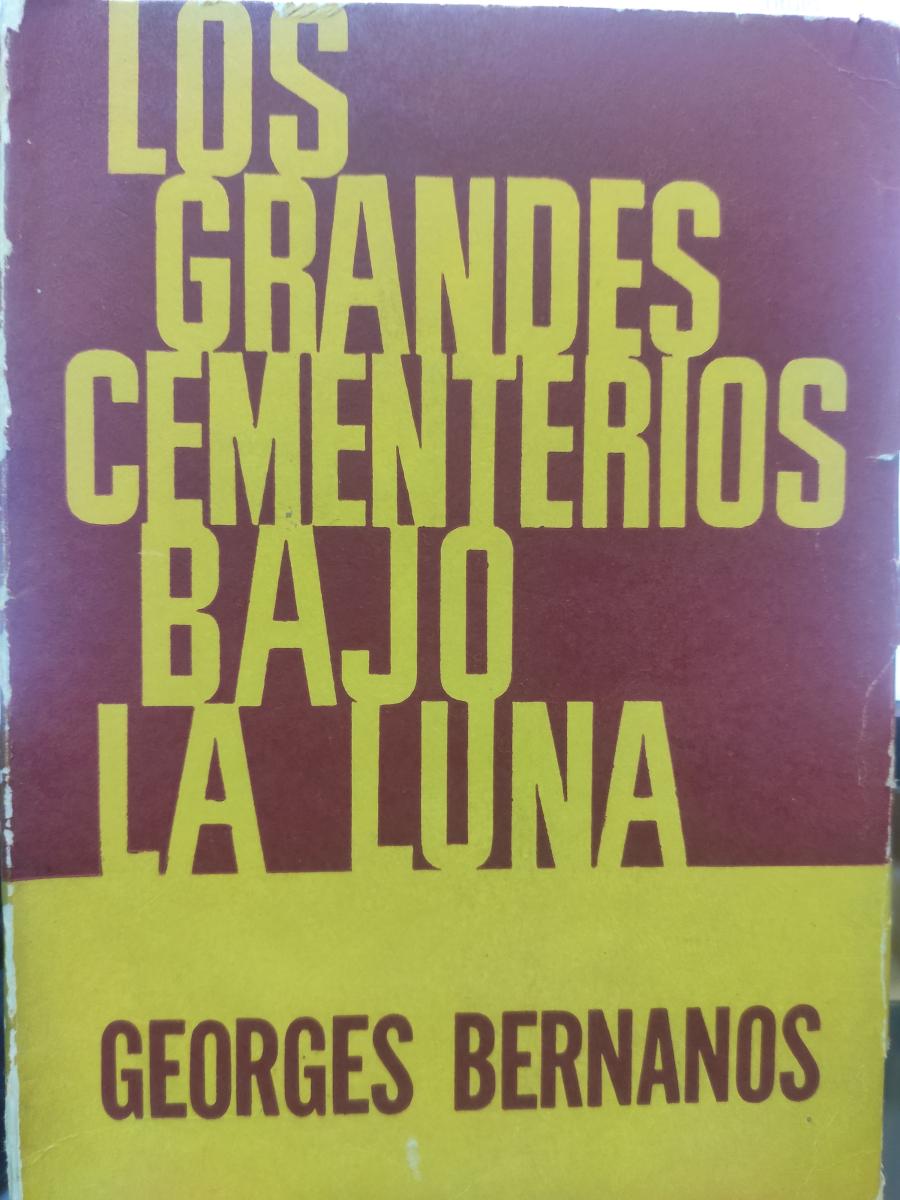 LOS
GRANDES
CEMENTERIOS
BAJO
LA LUNA
GEORGES BERNANOS